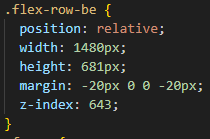 .flex-row-be {
position: relative;
width: 1480px;
height: 681px;
margin: -20px 0 0 -20px;
z-index: 643;
}